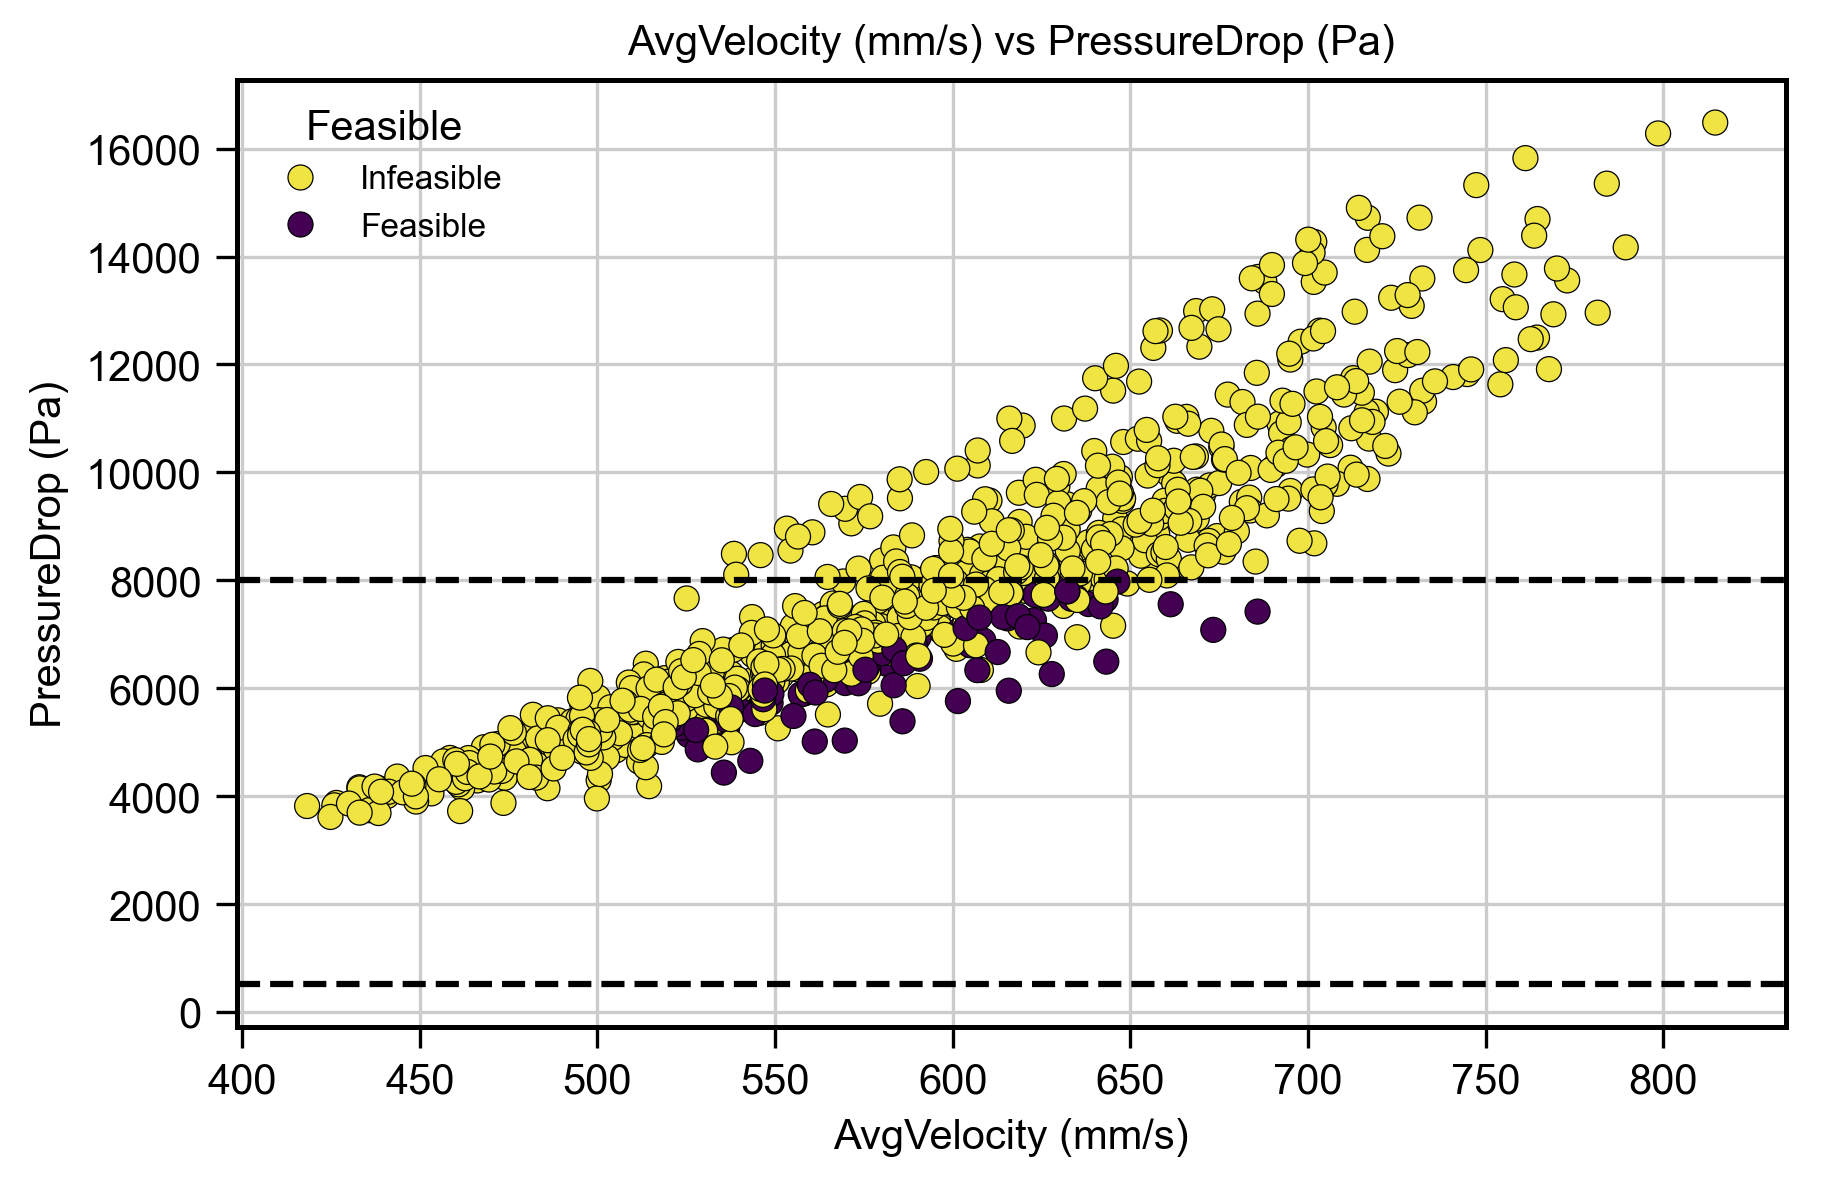 AvgVelocity (mm/s) vs PressureDrop (Pa)
Feasible
Infeasible
Feasible
16000
14000
12000
10000
8000
6000
4000
2000
0
PressureDrop (Pa)
400 450 500 550 600 650 700 750 800
AvgVelocity (mm/s)